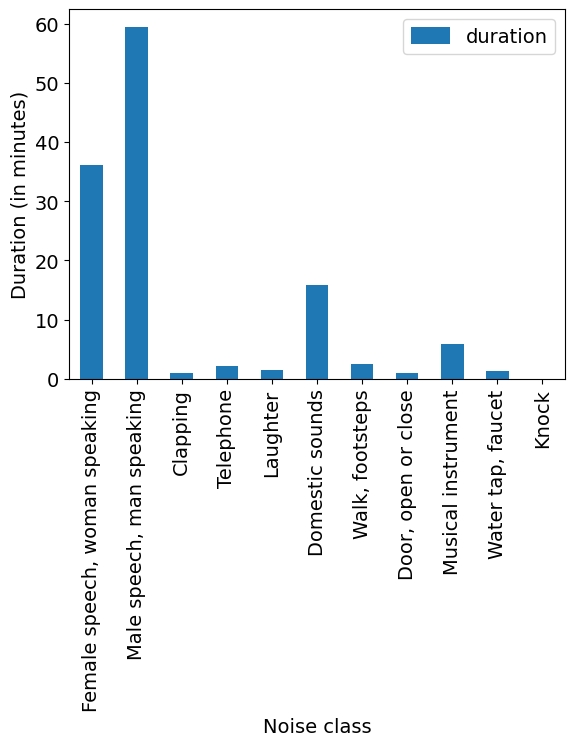 duration
Duration (in minutes)
60
50
40
30
20
10
0
Female speech, woman speaking
Male speech, man speaking
Clapping
Telephone
Laughter
Domestic sounds
Walk, footsteps
Door, open or close
Musical instrument
Water tap, faucet
Knock
Noise class